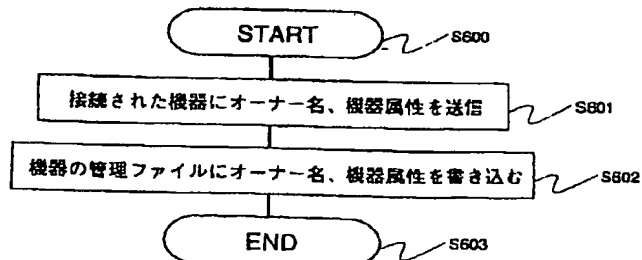 START
S600
接続された機器にオーナー名、機器属性を送信
S601
機器の管理ファイルにオーナー名、機器属性を書き込む
S602
END
S603